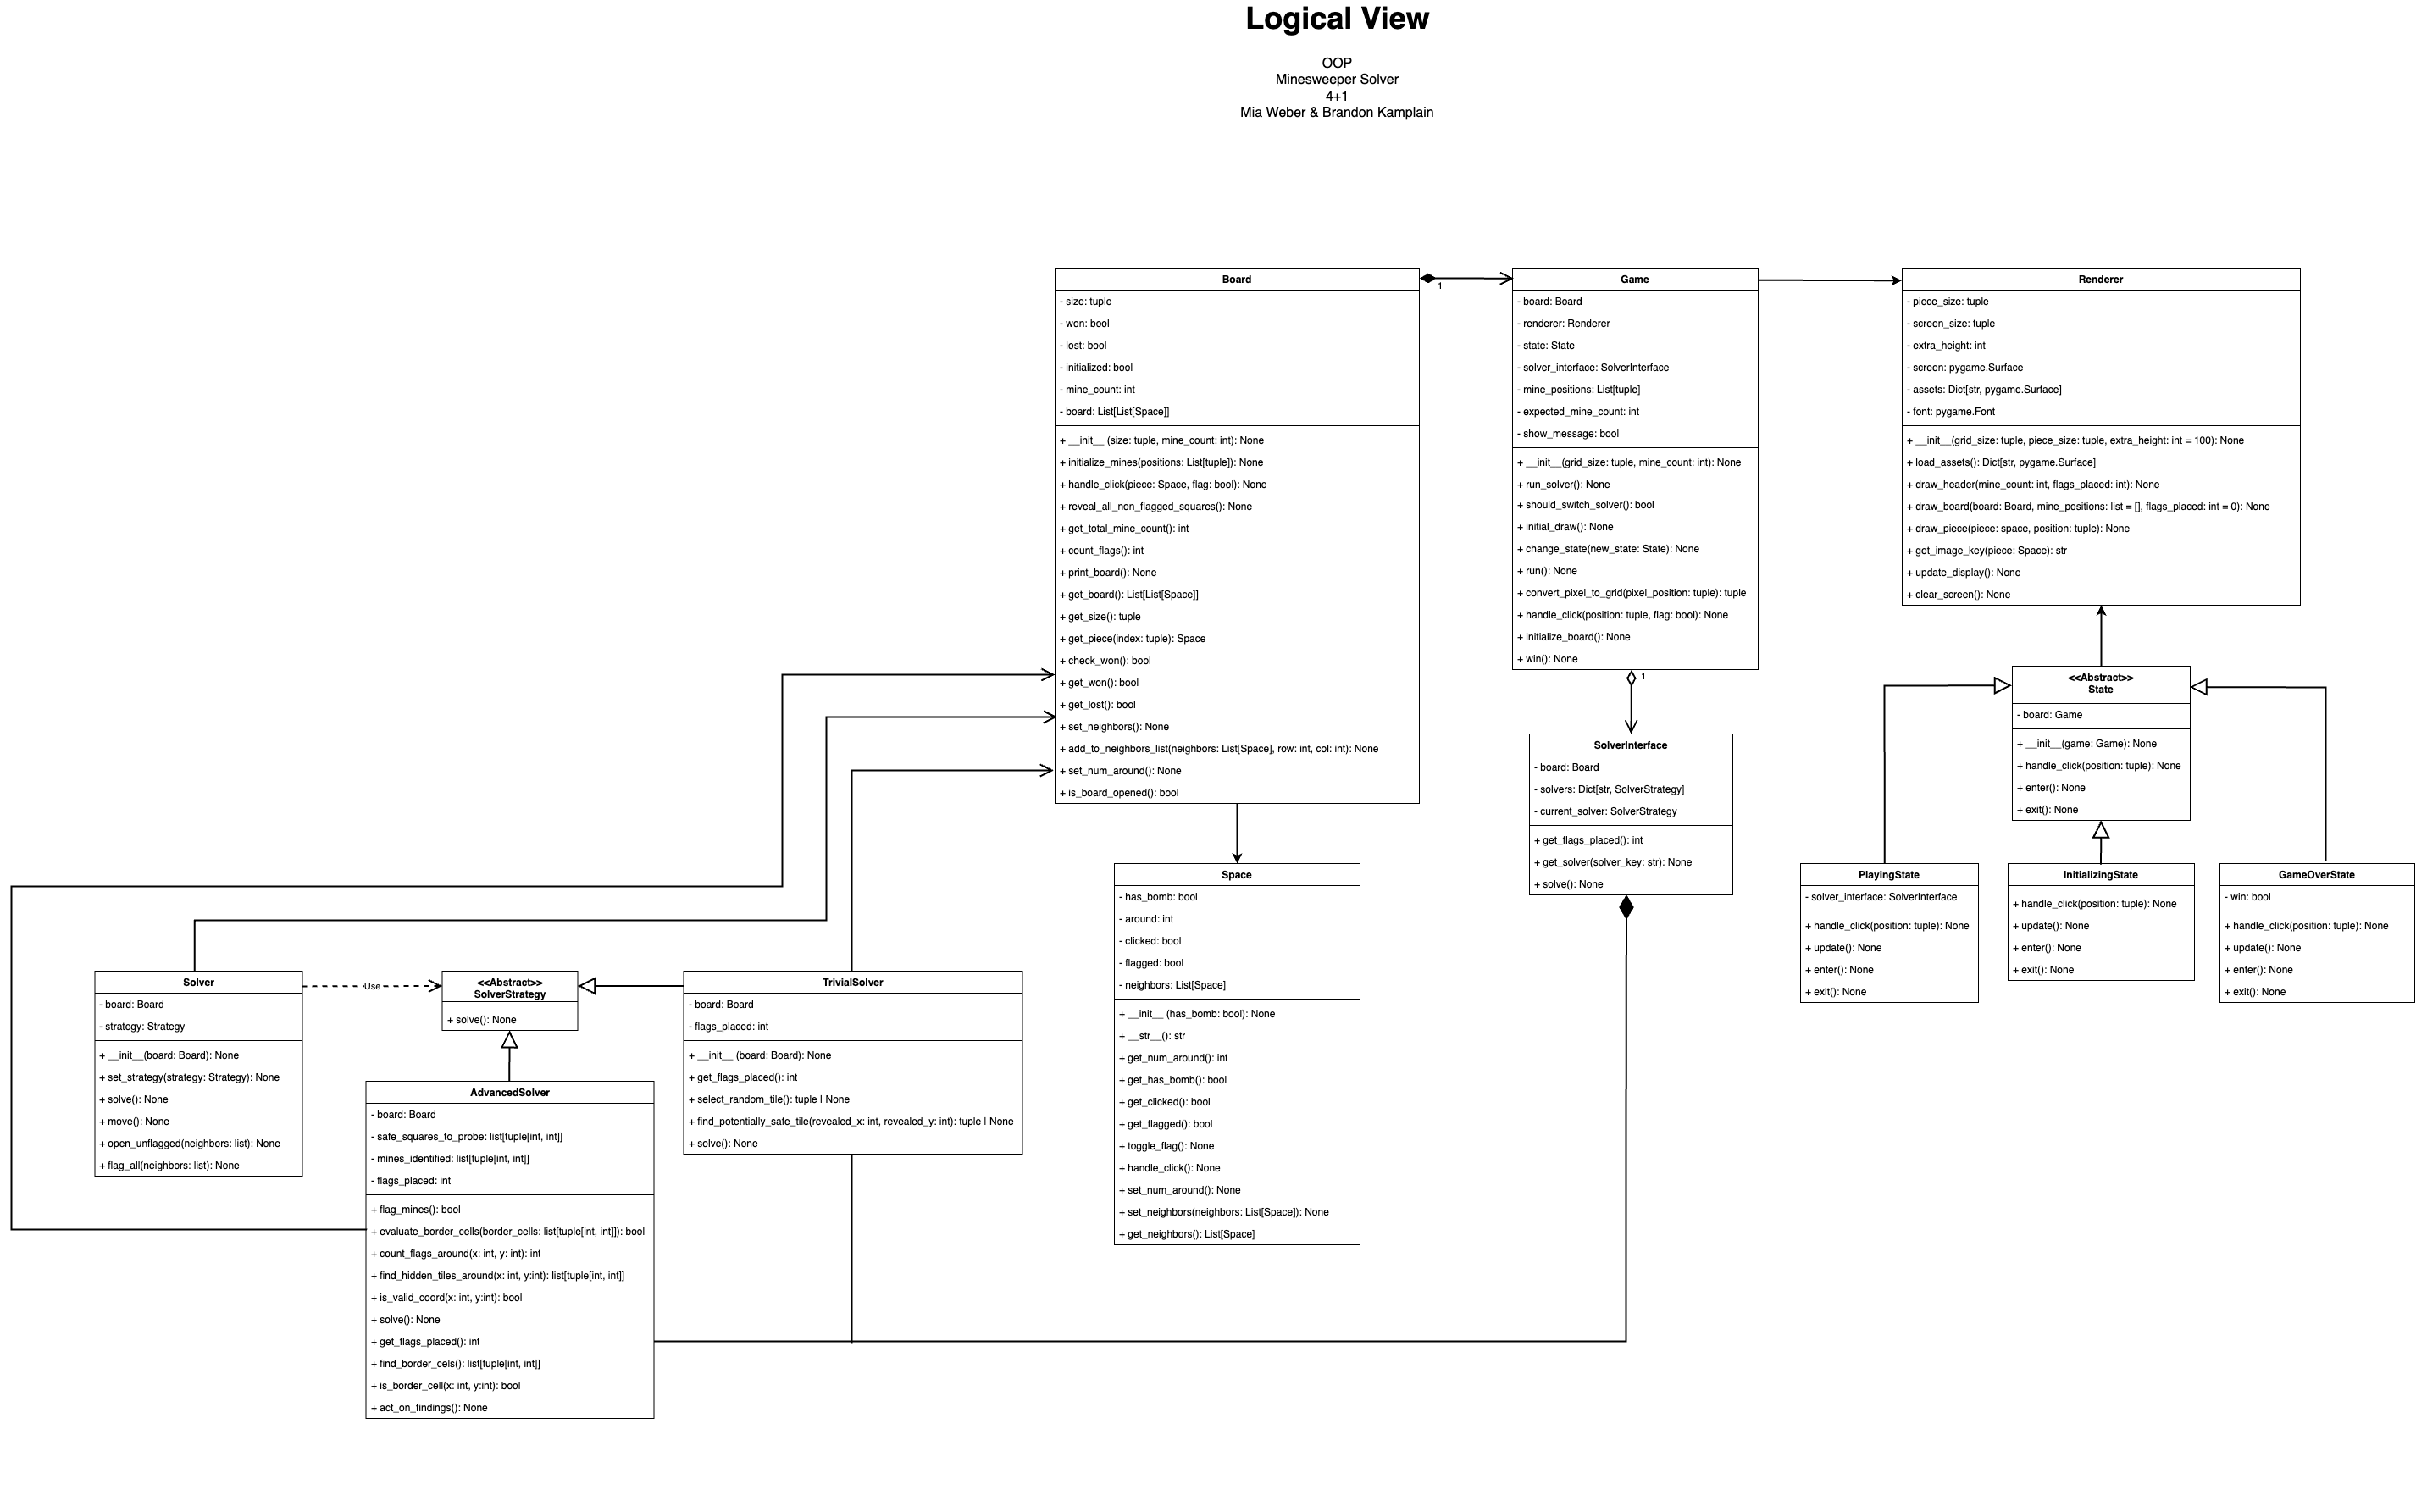 Logical View
OOP
Minesweeper Solver
4+1
Mia Weber & Brandon Kamplain
Board
- size: tuple
- won: bool
- lost: bool
- initialized: bool
- mine_count: int
- board: List[List[Space]]
+ __init__ (size: tuple, mine_count: int): None
+ initialize_mines(positions: List[tuple]): None
+ handle_click(piece: Space, flag: bool): None
+ reveal_all_non_flagged_squares(): None
+ get_total_mine_count(): int
+ count_flags(): int
+ print_board(): None
+ get_board(): List[List[Space]]
+ get_size(): tuple
+ get_piece(index: tuple): Space
+ check_won(): bool
+ get_won(): bool
+ get_lost(): bool
+ set_neighbors(): None
+ add_to_neighbors_list(neighbors: List[Space], row: int, col: int): None
+ set_num_around(): None
+ is_board_opened(): bool
1
Game
- board: Board
- renderer: Renderer
- state: State
- solver_interface: SolverInterface
- mine_positions: List[tuple]
- expected_mine_count: int
- show_message: bool
+ __init__(grid_size: tuple, mine_count: int): None
+ run_solver(): None
+ should_switch_solver(): bool
+ initial_draw(): None
+ change_state(new_state: State): None
+ run(): None
+ convert_pixel_to_grid(pixel_position: tuple): tuple
+ handle_click(position: tuple, flag: bool): None
+ initialize_board(): None
+ win(): None
1
Renderer
- piece_size: tuple
- screen_size: tuple
- extra_height: int
- screen: pygame.Surface
- assets: Dict[str, pygame.Surface]
- font: pygame.Font
+ __init__(grid_size: tuple, piece_size: tuple, extra_height: int = 100): None
+ load_assets(): Dict[str, pygame.Surface]
+ draw_header(mine_count: int, flags_placed: int): None
+ draw_board(board: Board, mine_positions: list = [], flags_placed: int = 0): None
+ draw_piece(piece: space, position: tuple): None
+ get_image_key(piece: Space): str
+ update_display(): None
+ clear_screen(): None
<<Abstract>>
State
- board: Game
+ __init__(game: Game): None
+ handle_click(position: tuple): None
+ enter(): None
+ exit(): None
SolverInterface
- board: Board
- solvers: Dict[str, SolverStrategy]
- current_solver: SolverStrategy
+ get_flags_placed(): int
+ get_solver(solver_key: str): None
+ solve(): None
Space
- has_bomb: bool
- around: int
- clicked: bool
- flagged: bool
- neighbors: List[Space]
+ __init__ (has_bomb: bool): None
+ __str__(): str
+ get_num_around(): int
+ get_has_bomb(): bool
+ get_clicked(): bool
+ get_flagged(): bool
+ toggle_flag(): None
+ handle_click(): None
+ set_num_around(): None
+ set_neighbors(neighbors: List[Space]): None
+ get_neighbors(): List[Space]
PlayingState
- solver_interface: SolverInterface
+ handle_click(position: tuple): None
+ update(): None
+ enter(): None
+ exit(): None
InitializingState
+ handle_click(position: tuple): None
+ update(): None
+ enter(): None
+ exit(): None
GameOverState
- win: bool
+ handle_click(position: tuple): None
+ update(): None
+ enter(): None
+ exit(): None
Solver
- board: Board
- strategy: Strategy
+ __init__(board: Board): None
+ set_strategy(strategy: Strategy): None
+ solve(): None
+ move(): None
+ open_unflagged(neighbors: list): None
+ flag_all(neighbors: list): None
Use
<<Abstract>>
SolverStrategy
+ solve(): None
TrivialSolver
- board: Board
- flags_placed: int
+ __init__ (board: Board): None
+ get_flags_placed(): int
+ select_random_tile(): tuple | None
+ find_potentially_safe_tile(revealed_x: int, revealed_y: int): tuple | None
+ solve(): None
AdvancedSolver
- board: Board
- safe_squares_to_probe: list[tuple[int, int]]
- mines_identified: list[tuple[int, int]]
- flags_placed: int
+ flag_mines(): bool
+ evaluate_border_cells(border_cells: list[tuple[int, int]]): bool
+ count_flags_around(x: int, y: int): int
+ find_hidden_tiles_around(x: int, y:int): list[tuple[int, int]]
+ is_valid_coord(x: int, y:int): bool
+ solve(): None
+ get_flags_placed(): int
+ find_border_cels(): list[tuple[int, int]]
+ is_border_cell(x: int, y:int): bool
+ act_on_findings(): None